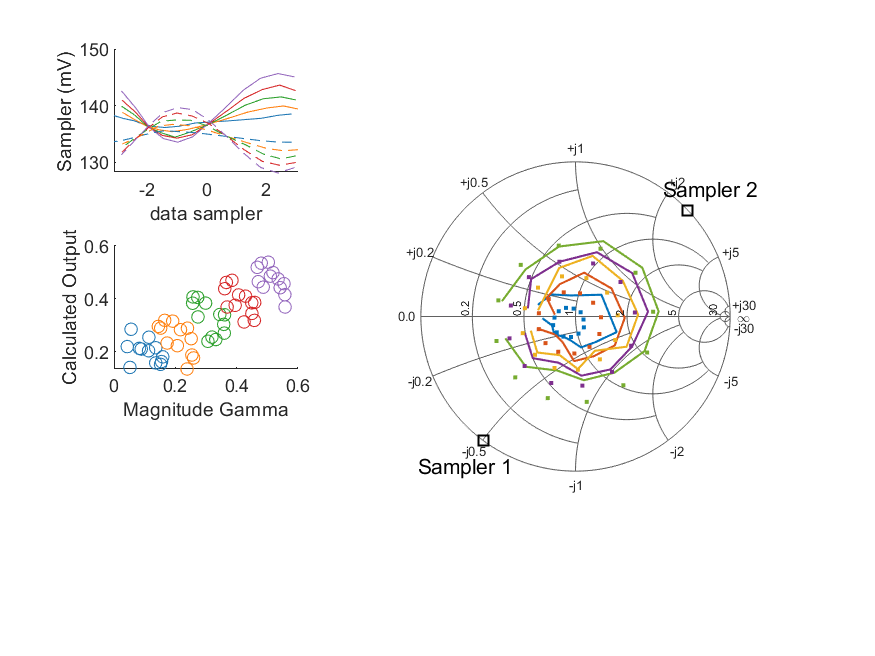 150
140
130
Sampler (mV)
-2 0 2
data sampler
0.6
0.4
0.2
Calculated Output
0 0.2 0.4 0.6
Magnitude Gamma
+j1
+j0.5
+j2
Sampler 2
+j0.2
+j5
0.0
0.2
0.5
1
2
5
30
+j30
∞
-j30
-j0.2
-j5
-j0.5
-j2
Sampler 1
-j1